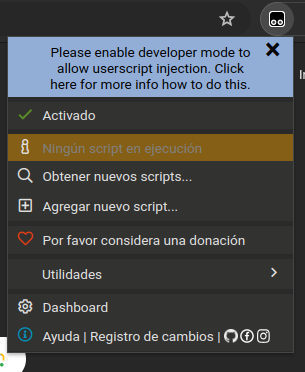 Please enable developer mode to
allow userscript injection. Click
here for more info how to do this.
Activado
Ningún script en ejecución
Obtener nuevos scripts...
Agregar nuevo script...
Por favor considera una donación
Utilidades
Dashboard
Ayuda | Registro de cambios |